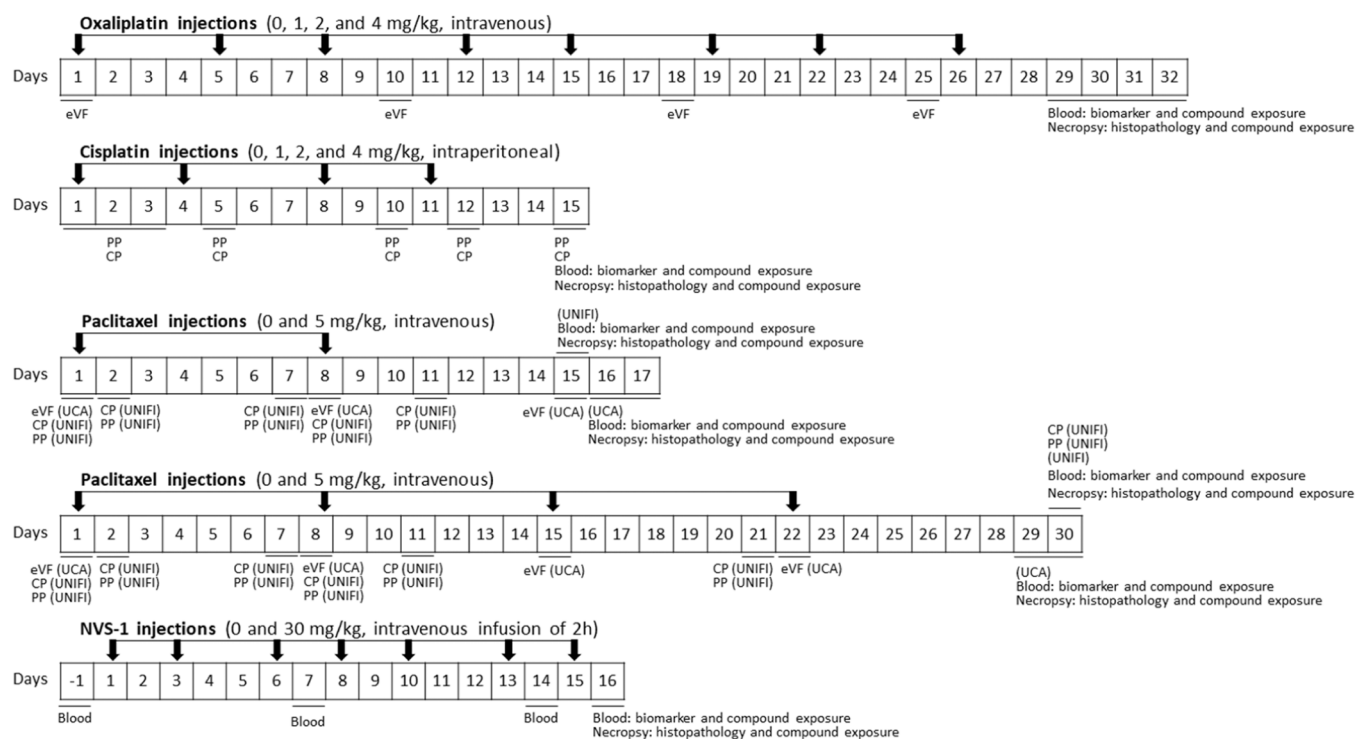 Oxaliplatin injections (0, 1, 2, and 4 mg/kg, intravenous)
Days 1 2 3 4 5 6 7 8 9 10 11 12 13 14 15 16 17 18 19 20 21 22 23 24 25 26 27 28 29 30 31 32
eVF eVF eVF eVF Blood: biomarker and compound exposure
Necropsy: histopathology and compound exposure
Cisplatin injections (0, 1, 2, and 4 mg/kg, intraperitoneal)
Days 1 2 3 4 5 6 7 8 9 10 11 12 13 14 15
PP PP PP PP PP
CP CP CP CP CP
Blood: biomarker and compound exposure
Necropsy: histopathology and compound exposure
Paclitaxel injections (0 and 5 mg/kg, intravenous)
(UNIFI)
Blood: biomarker and compound exposure
Necropsy: histopathology and compound exposure
Days 1 2 3 4 5 6 7 8 9 10 11 12 13 14 15 16 17
eVF (UCA) CP (UNIFI) CP (UNIFI) eVF (UCA) CP (UNIFI) eVF (UCA) (UCA)
CP (UNIFI) PP (UNIFI) PP (UNIFI) CP (UNIFI) PP (UNIFI) Blood: biomarker and compound exposure
PP (UNIFI) PP (UNIFI) Necropsy: histopathology and compound exposure
CP (UNIFI)
PP (UNIFI)
(UNIFI)
Paclitaxel injections (0 and 5 mg/kg, intravenous)
Blood: biomarker and compound exposure
Necropsy: histopathology and compound exposure
Days 1 2 3 4 5 6 7 8 9 10 11 12 13 14 15 16 17 18 19 20 21 22 23 24 25 26 27 28 29 30
eVF (UCA) CP (UNIFI) CP (UNIFI) eVF (UCA) CP (UNIFI) eVF (UCA) CP (UNIFI) eVF (UCA) (UCA)
CP (UNIFI) PP (UNIFI) PP (UNIFI) CP (UNIFI) PP (UNIFI) PP (UNIFI) Blood: biomarker and compound exposure
PP (UNIFI) PP (UNIFI) Necropsy: histopathology and compound exposure
NVS-1 injections (0 and 30 mg/kg, intravenous infusion of 2h)
Days -1 1 2 3 4 5 6 7 8 9 10 11 12 13 14 15 16
Blood Blood Blood Blood: biomarker and compound exposure
Necropsy: histopathology and compound exposure